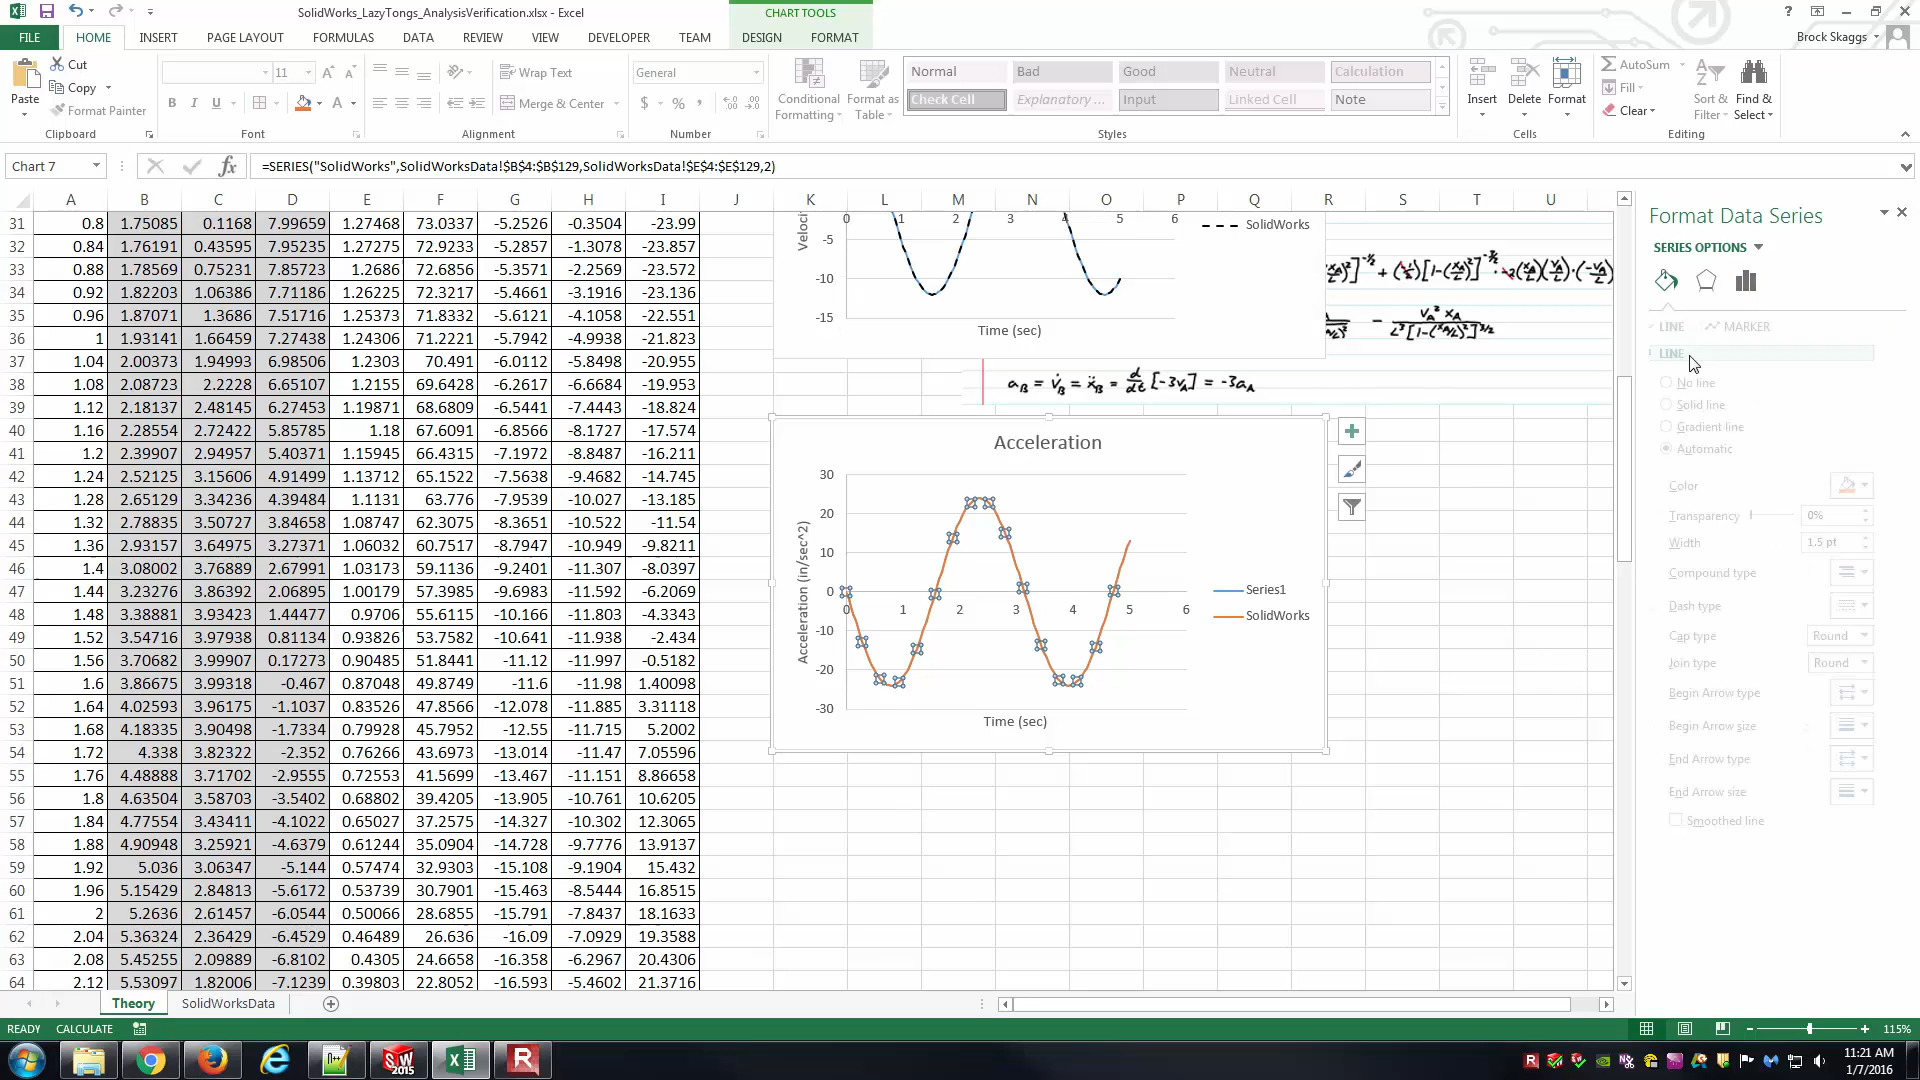 SolidWorks_LazyTongs_AnalysisVerification.xlsx - Excel
CHART TOOLS
FILE HOME INSERT PAGE LAYOUT FORMULAS DATA REVIEW VIEW DEVELOPER TEAM DESIGN FORMAT
Brock Skaggs
Paste
Cut
Copy
Format Painter
Clipboard
11
B I U
Font
Wrap Text
Merge & Center
Alignment
General
$ % ,
Number
Conditional Formatting
Format as Table
Normal Bad Good Neutral Calculation
Check Cell Explanatory ... Input Linked Cell Note
Styles
Insert Delete Format
Cells
AutoSum
Fill
Clear
Sort & Filter
Find & Select
Editing
Chart 7
fx
=SERIES("SolidWorks",SolidWorksData!$B$4:$B$129,SolidWorksData!$E$4:$E$129,2)
A B C D E F G H I J K L M N O P Q R S T U
31 0.8 1.75085 0.1168 7.99659 1.27468 73.0337 -5.2526 -0.3504 -23.99
32 0.84 1.76191 0.43595 7.95235 1.27275 72.9233 -5.2857 -1.3078 -23.857
33 0.88 1.78569 0.75231 7.85723 1.2686 72.6856 -5.3571 -2.2569 -23.572
34 0.92 1.82203 1.06386 7.71186 1.26225 72.3217 -5.4661 -3.1916 -23.136
35 0.96 1.87071 1.3686 7.51716 1.25373 71.8332 -5.6121 -4.1058 -22.551
36 1 1.93141 1.66459 7.27438 1.24306 71.2221 -5.7942 -4.9938 -21.823
37 1.04 2.00373 1.94993 6.98506 1.2303 70.491 -6.0112 -5.8498 -20.955
38 1.08 2.08723 2.2228 6.65107 1.2155 69.6428 -6.2617 -6.6684 -19.953
39 1.12 2.18137 2.48145 6.27453 1.19871 68.6809 -6.5441 -7.4443 -18.824
40 1.16 2.28554 2.72422 5.85785 1.18 67.6091 -6.8566 -8.1727 -17.574
41 1.2 2.39907 2.94957 5.40371 1.15945 66.4315 -7.1972 -8.8487 -16.211
42 1.24 2.52125 3.15606 4.91499 1.13712 65.1522 -7.5638 -9.4682 -14.745
43 1.28 2.65129 3.34236 4.39484 1.1131 63.776 -7.9539 -10.027 -13.185
44 1.32 2.78835 3.50727 3.84658 1.08747 62.3075 -8.3651 -10.522 -11.54
45 1.36 2.93157 3.64975 3.27371 1.06032 60.7517 -8.7947 -10.949 -9.8211
46 1.4 3.08002 3.76889 2.67991 1.03173 59.1136 -9.2401 -11.307 -8.0397
47 1.44 3.23276 3.86392 2.06895 1.00179 57.3985 -9.6983 -11.592 -6.2069
48 1.48 3.38881 3.93423 1.44477 0.9706 55.6115 -10.166 -11.803 -4.3343
49 1.52 3.54716 3.97938 0.81134 0.93826 53.7582 -10.641 -11.938 -2.434
50 1.56 3.70682 3.99907 0.17273 0.90485 51.8441 -11.12 -11.997 -0.5182
51 1.6 3.86675 3.99318 -0.467 0.87048 49.8749 -11.6 -11.98 1.40098
52 1.64 4.02593 3.96175 -1.1037 0.83526 47.8566 -12.078 -11.885 3.31118
53 1.68 4.18335 3.90498 -1.7334 0.79928 45.7952 -12.55 -11.715 5.2002
54 1.72 4.338 3.82322 -2.352 0.76266 43.6973 -13.014 -11.47 7.05596
55 1.76 4.48888 3.71702 -2.9555 0.72553 41.5699 -13.467 -11.151 8.86658
56 1.8 4.63504 3.58703 -3.5402 0.68802 39.4205 -13.905 -10.761 10.6205
57 1.84 4.77554 3.43411 -4.1022 0.65027 37.2575 -14.327 -10.302 12.3065
58 1.88 4.90948 3.25921 -4.6379 0.61244 35.0904 -14.728 -9.7776 13.9137
59 1.92 5.036 3.06347 -5.144 0.57474 32.9303 -15.108 -9.1904 15.432
60 1.96 5.15429 2.84813 -5.6172 0.53739 30.7901 -15.463 -8.5444 16.8515
61 2 5.2636 2.61457 -6.0544 0.50066 28.6855 -15.791 -7.8437 18.1633
62 2.04 5.36324 2.36429 -6.4529 0.46489 26.636 -16.09 -7.0929 19.3588
63 2.08 5.45255 2.09889 -6.8102 0.4305 24.6658 -16.358 -6.2967 20.4306
64 2.12 5.53097 1.82006 -7.1239 0.39803 22.8052 -16.593 -5.4602 21.3716
0 1 2 3 4 5 6
-5
-10
-15
Time (sec)
SolidWorks
a_B = v̇_B = ẍ_B = d/dt [-3v_A] = -3a_A
Acceleration
Acceleration (in/sec^2)
30
20
10
0
-10
-20
-30
0 1 2 3 4 5 6
Time (sec)
Series1
SolidWorks
Format Data Series
SERIES OPTIONS
LINE MARKER
LINE
No line
Solid line
Gradient line
Automatic
Color
Transparency 0%
Width 1.5 pt
Compound type
Dash type
Cap type Round
Join type Round
Begin Arrow type
Begin Arrow size
End Arrow type
End Arrow size
Smoothed line
Theory SolidWorksData
READY CALCULATE
115%
11:21 AM
1/7/2016